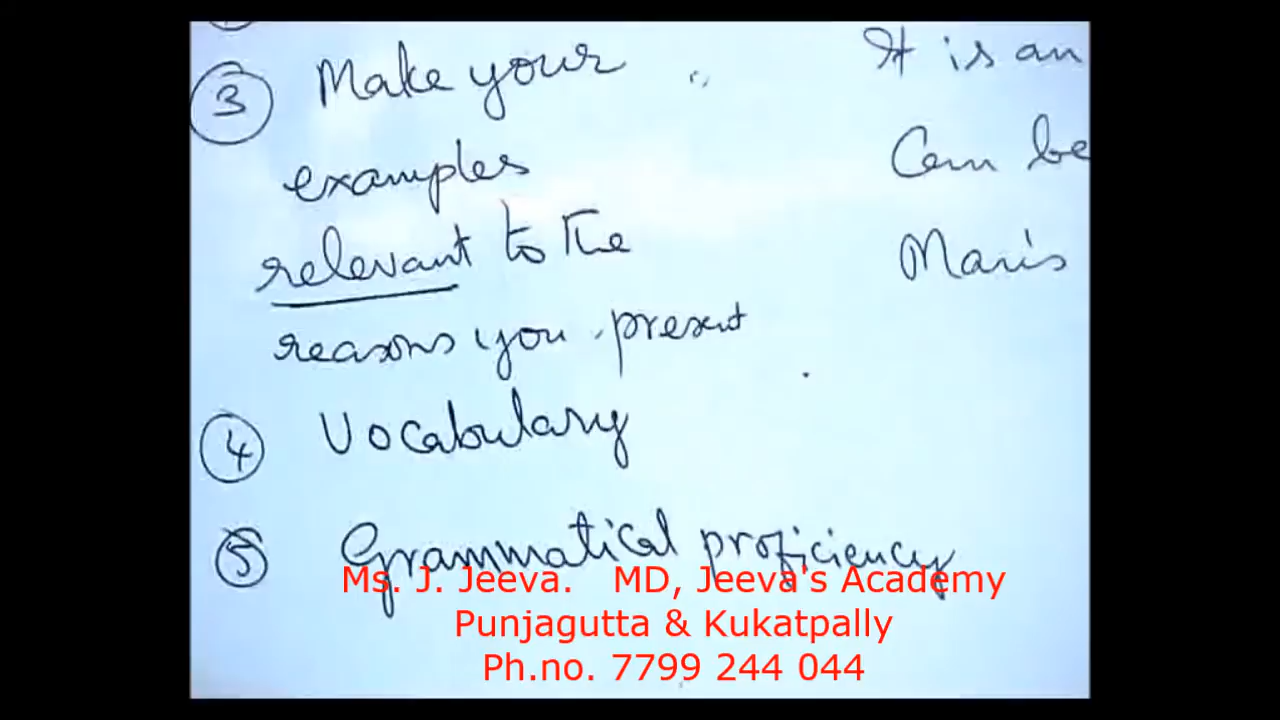 ③ Make your
examples
relevant to the
reasons you present
④ Vocabulary
⑤ Grammatical proficiency
It is an
Can be
Man's
Ms. J. Jeeva. MD, Jeeva's Academy
Punjagutta & Kukatpally
Ph.no. 7799 244 044